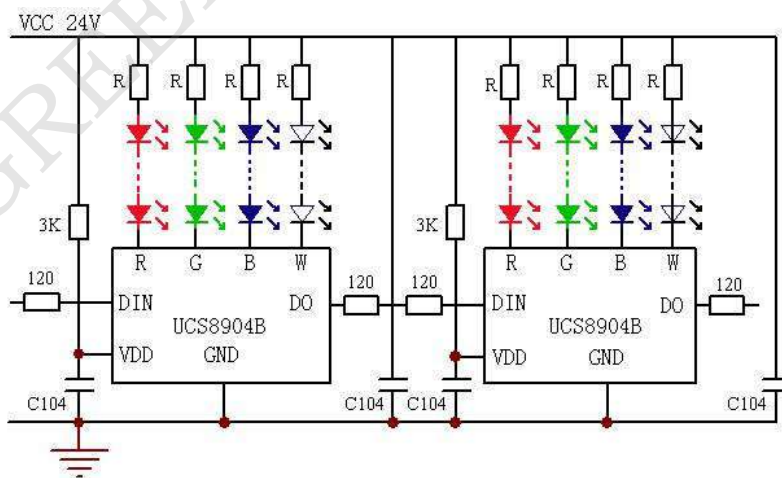 VCC 24V
R R R R R R R R
3K 3K
R G B W R G B W
120 120 120 120
DIN DO DIN DO
UCS8904B UCS8904B
VDD GND VDD GND
C104 C104 C104 C104
GREE